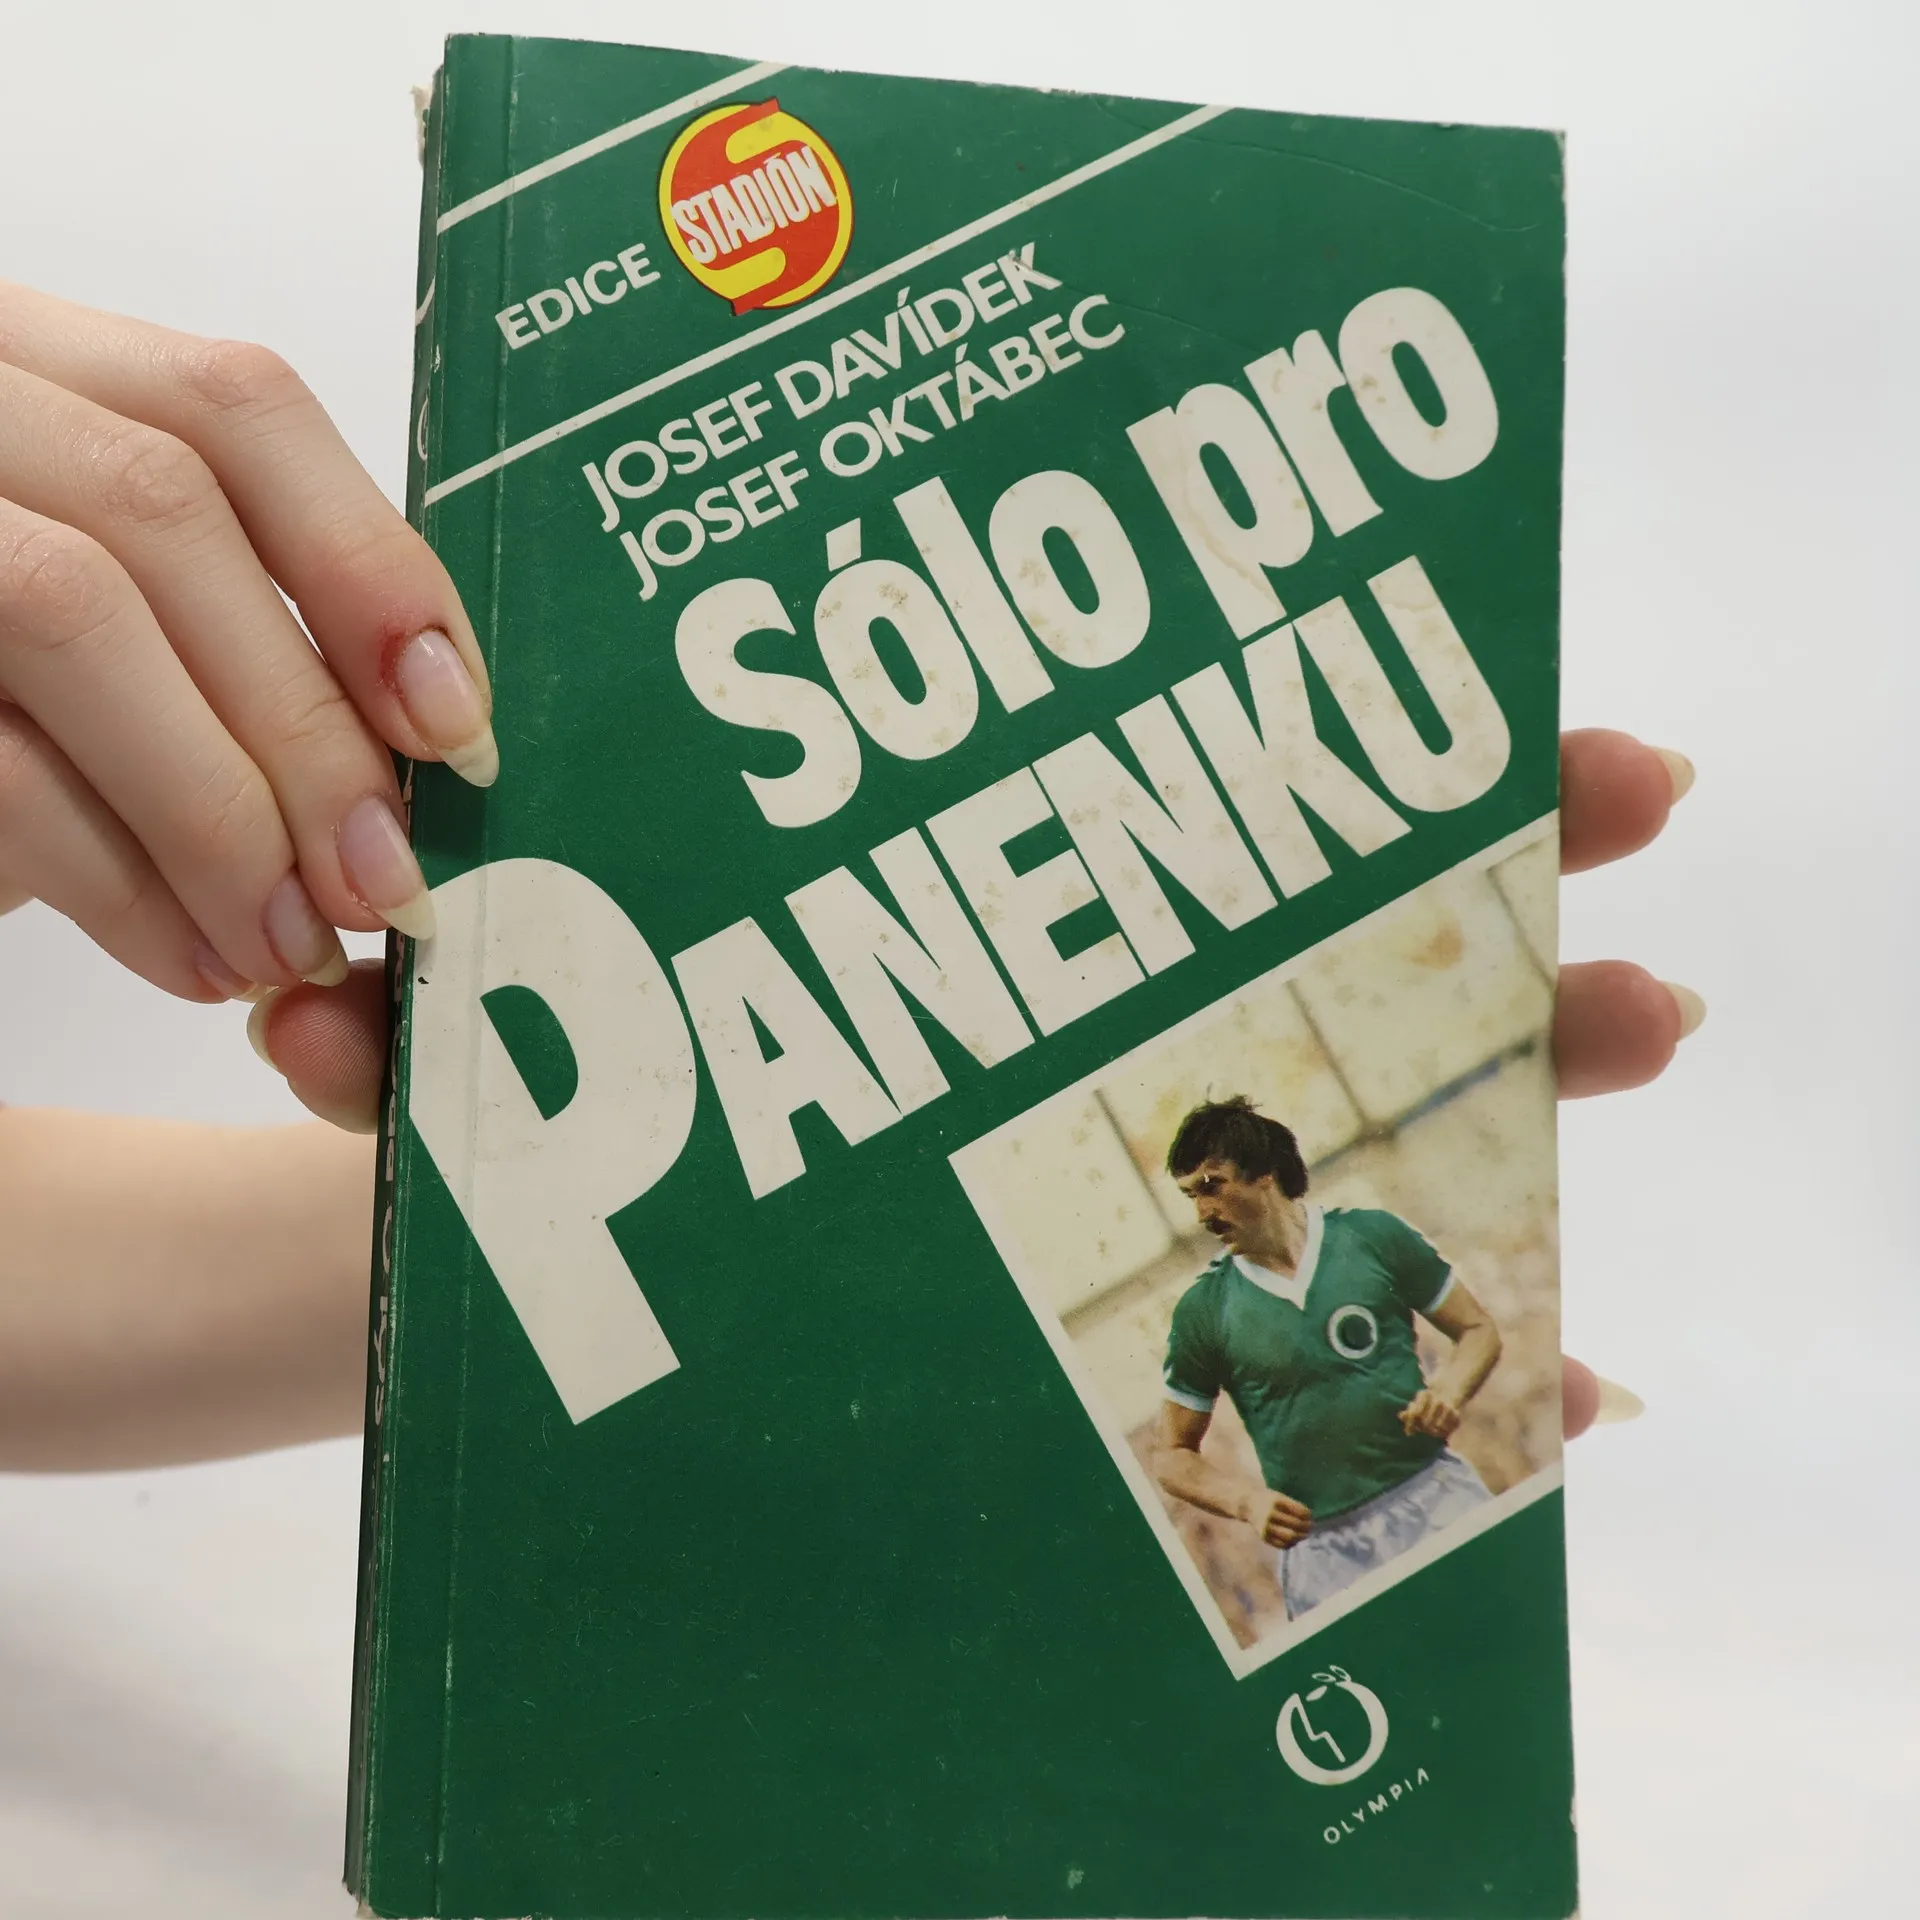 EDICE STADIÓN
JOSEF DAVÍDEK
JOSEF OKTÁBEC
Sólo pro
PANENKU
OLYMPIA